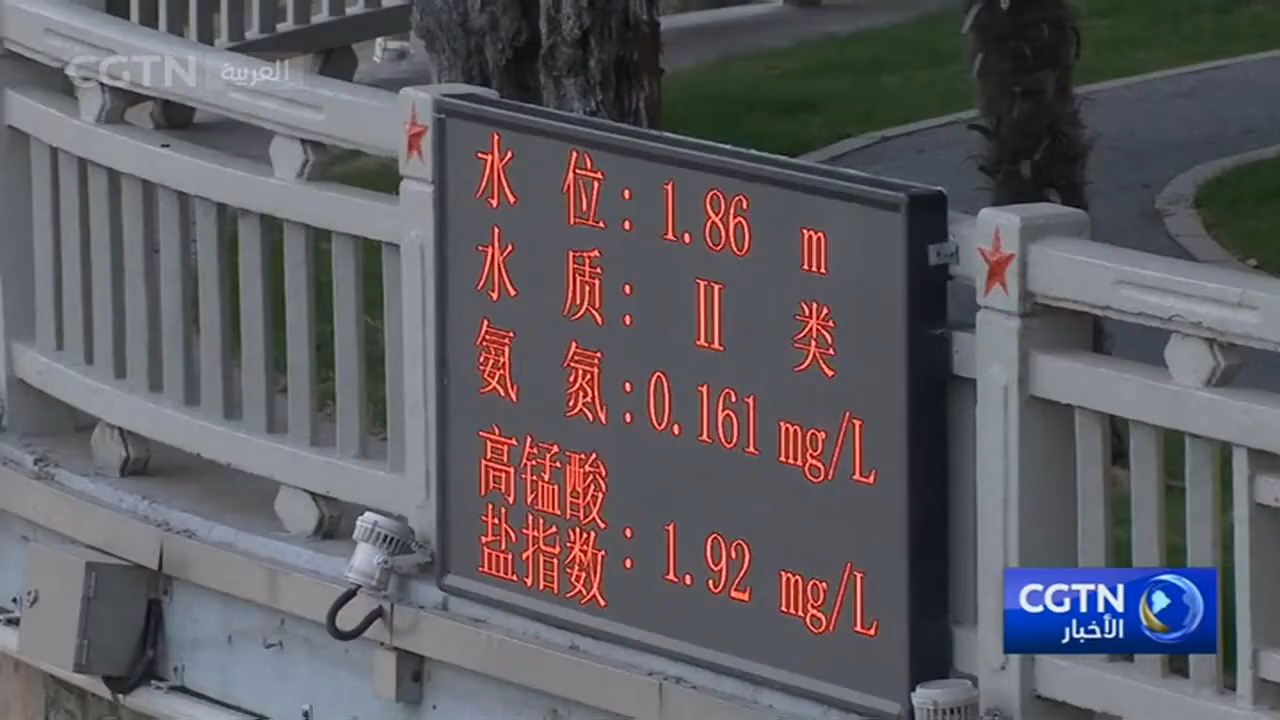 CGTN العربية
水 位：1.86 m
水 质： II 类
氨 氮：0.161 mg/L
高锰酸
盐指数：1.92 mg/L
CGTN
الأخبار